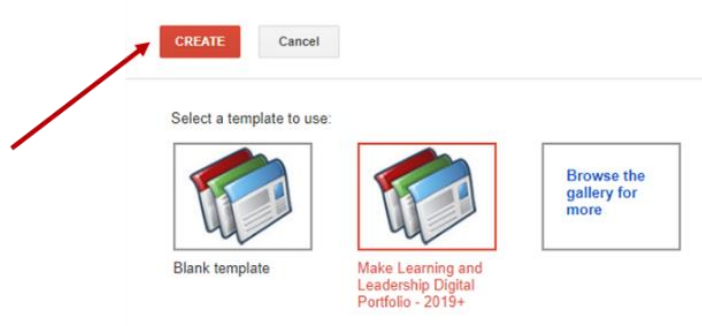 CREATE Cancel
Select a template to use:
Blank template
Make Learning and
Leadership Digital
Portfolio - 2019+
Browse the
gallery for
more